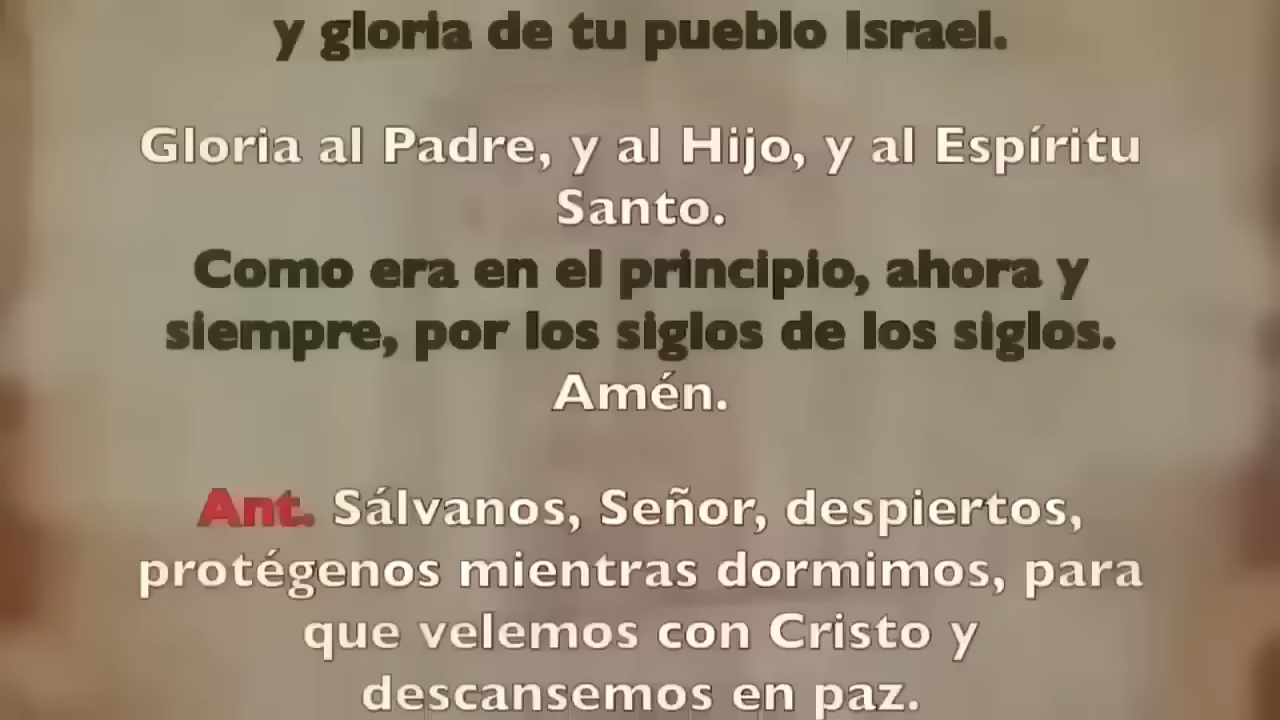 y gloria de tu pueblo Israel.
Gloria al Padre, y al Hijo, y al Espíritu
Santo.
Como era en el principio, ahora y
siempre, por los siglos de los siglos.
Amén.
Ant. Sálvanos, Señor, despiertos,
protégenos mientras dormimos, para
que velemos con Cristo y
descansemos en paz.